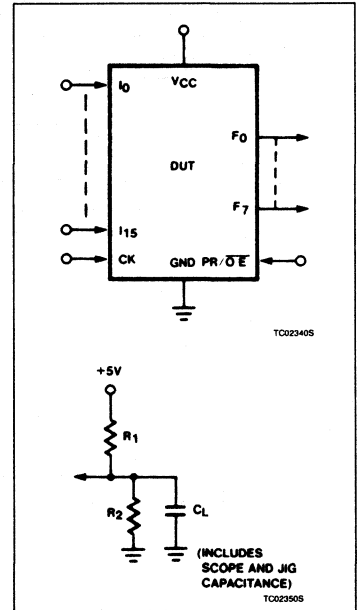 VCC
I0
F0
DUT
F7
I15
CK
GND PR/OE
TC02340S
+5V
R1
R2
CL
(INCLUDES
SCOPE AND JIG
CAPACITANCE)
TC02350S